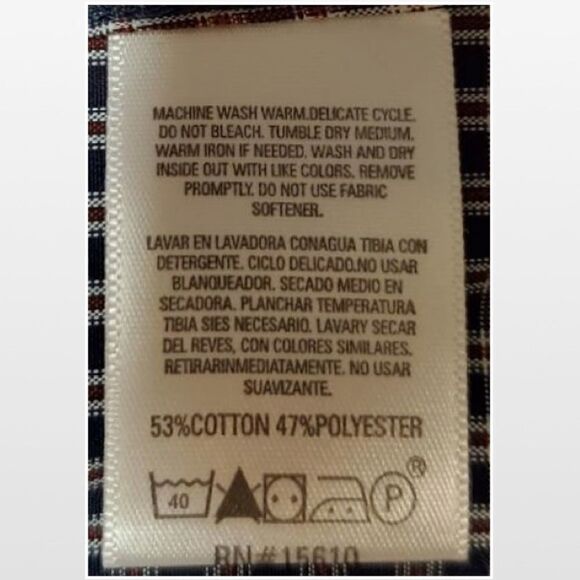 MACHINE WASH WARM.DELICATE CYCLE.
DO NOT BLEACH. TUMBLE DRY MEDIUM.
WARM IRON IF NEEDED. WASH AND DRY
INSIDE OUT WITH LIKE COLORS. REMOVE
PROMPTLY. DO NOT USE FABRIC
SOFTENER.
LAVAR EN LAVADORA CONAGUA TIBIA CON
DETERGENTE. CICLO DELICADO.NO USAR
BLANQUEADOR. SECADO MEDIO EN
SECADORA. PLANCHAR TEMPERATURA
TIBIA SIES NECESARIO. LAVARY SECAR
DEL REVES, CON COLORES SIMILARES.
RETIRARINMEDIATAMENTE. NO USAR
SUAVIZANTE.
53%COTTON 47%POLYESTER
40 P ®
RN#15610